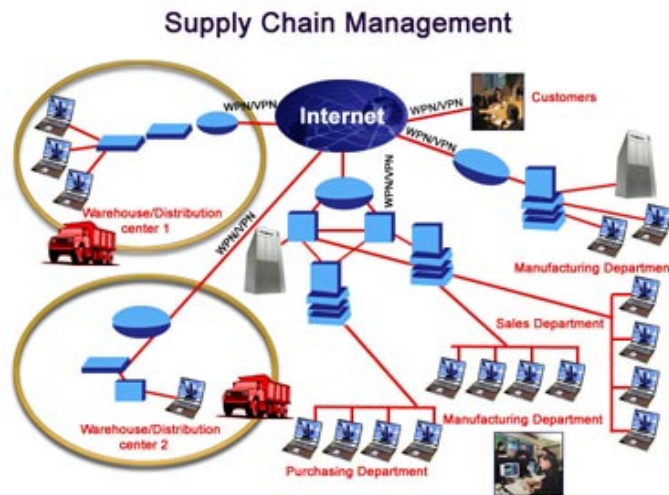 Supply Chain Management
WPN/VPN
Internet
WPN/VPN
Customers
WPN/VPN
WPN/VPN
Warehouse/Distribution
center 1
WPN/VPN
Manufacturing Department
Sales Department
Warehouse/Distribution
center 2
Manufacturing Department
Purchasing Department